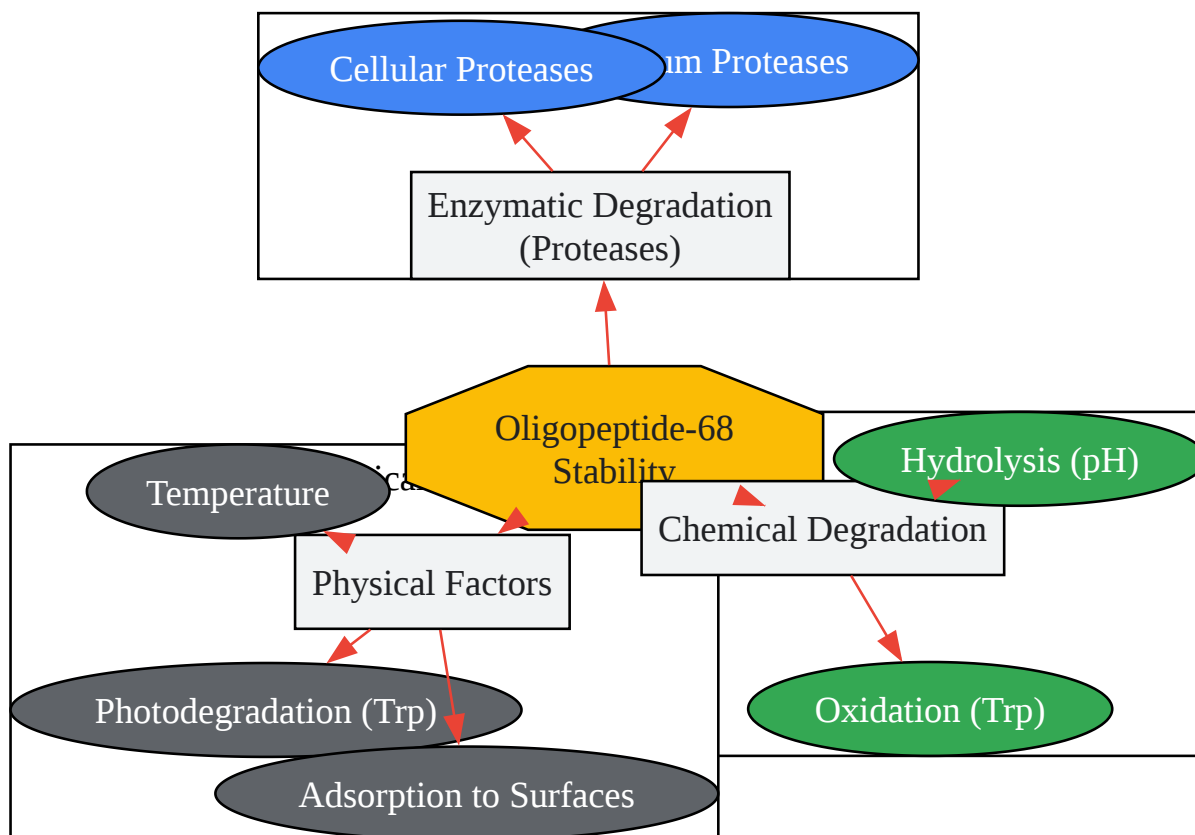 Cellular Proteases
um Proteases
Enzymatic Degradation
(Proteases)
Oligopeptide-68
Stability
Hydrolysis (pH)
Temperature
Chemical Degradation
Physical Factors
Photodegradation (Trp)
Oxidation (Trp)
Adsorption to Surfaces